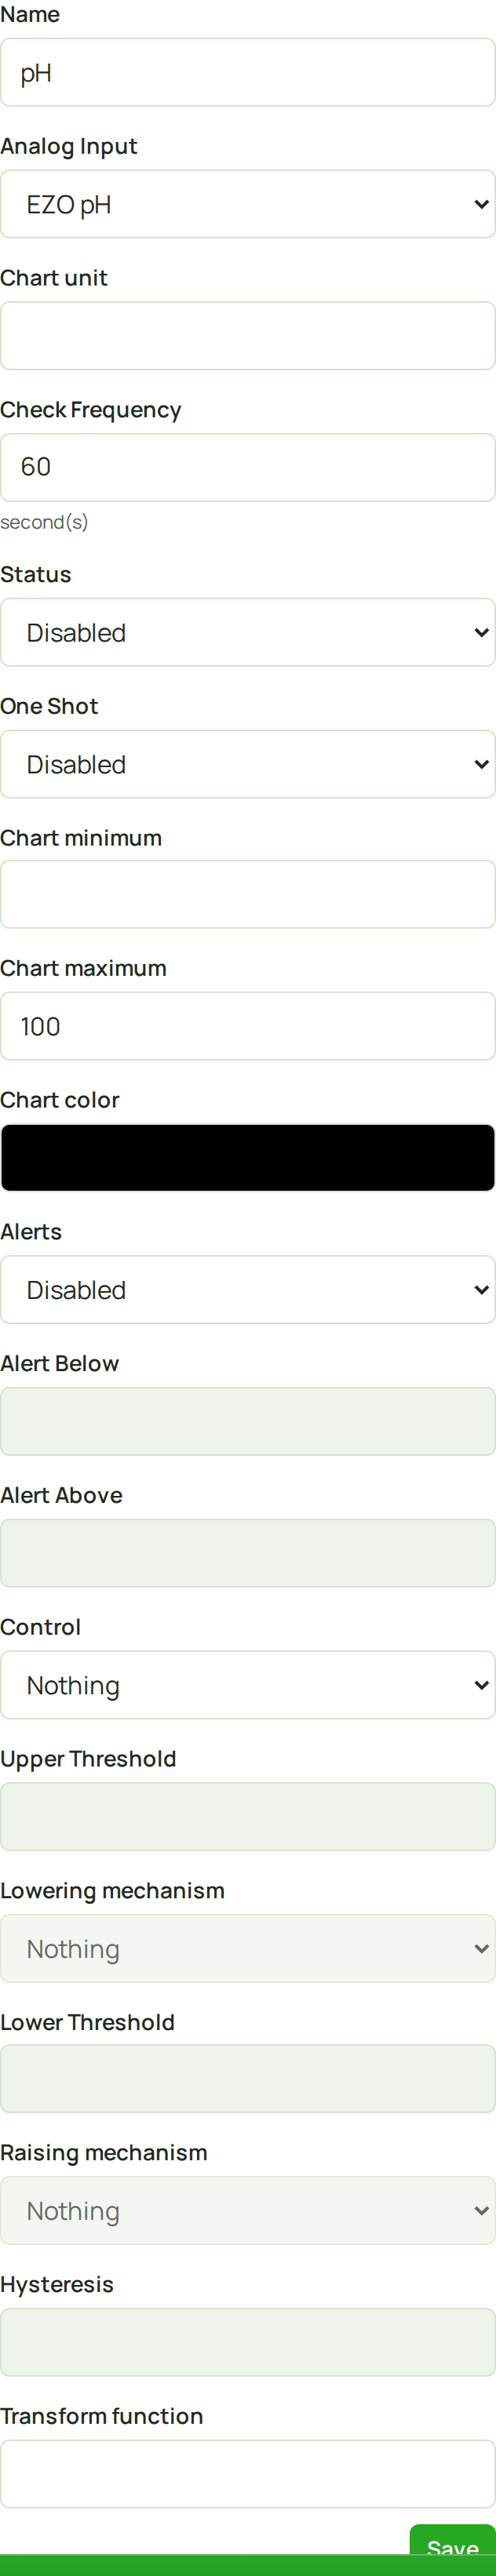 Name
pH
Analog Input
EZO pH
Chart unit
Check Frequency
60
second(s)
Status
Disabled
One Shot
Disabled
Chart minimum
Chart maximum
100
Chart color
Alerts
Disabled
Alert Below
Alert Above
Control
Nothing
Upper Threshold
Lowering mechanism
Nothing
Lower Threshold
Raising mechanism
Nothing
Hysteresis
Transform function
Save